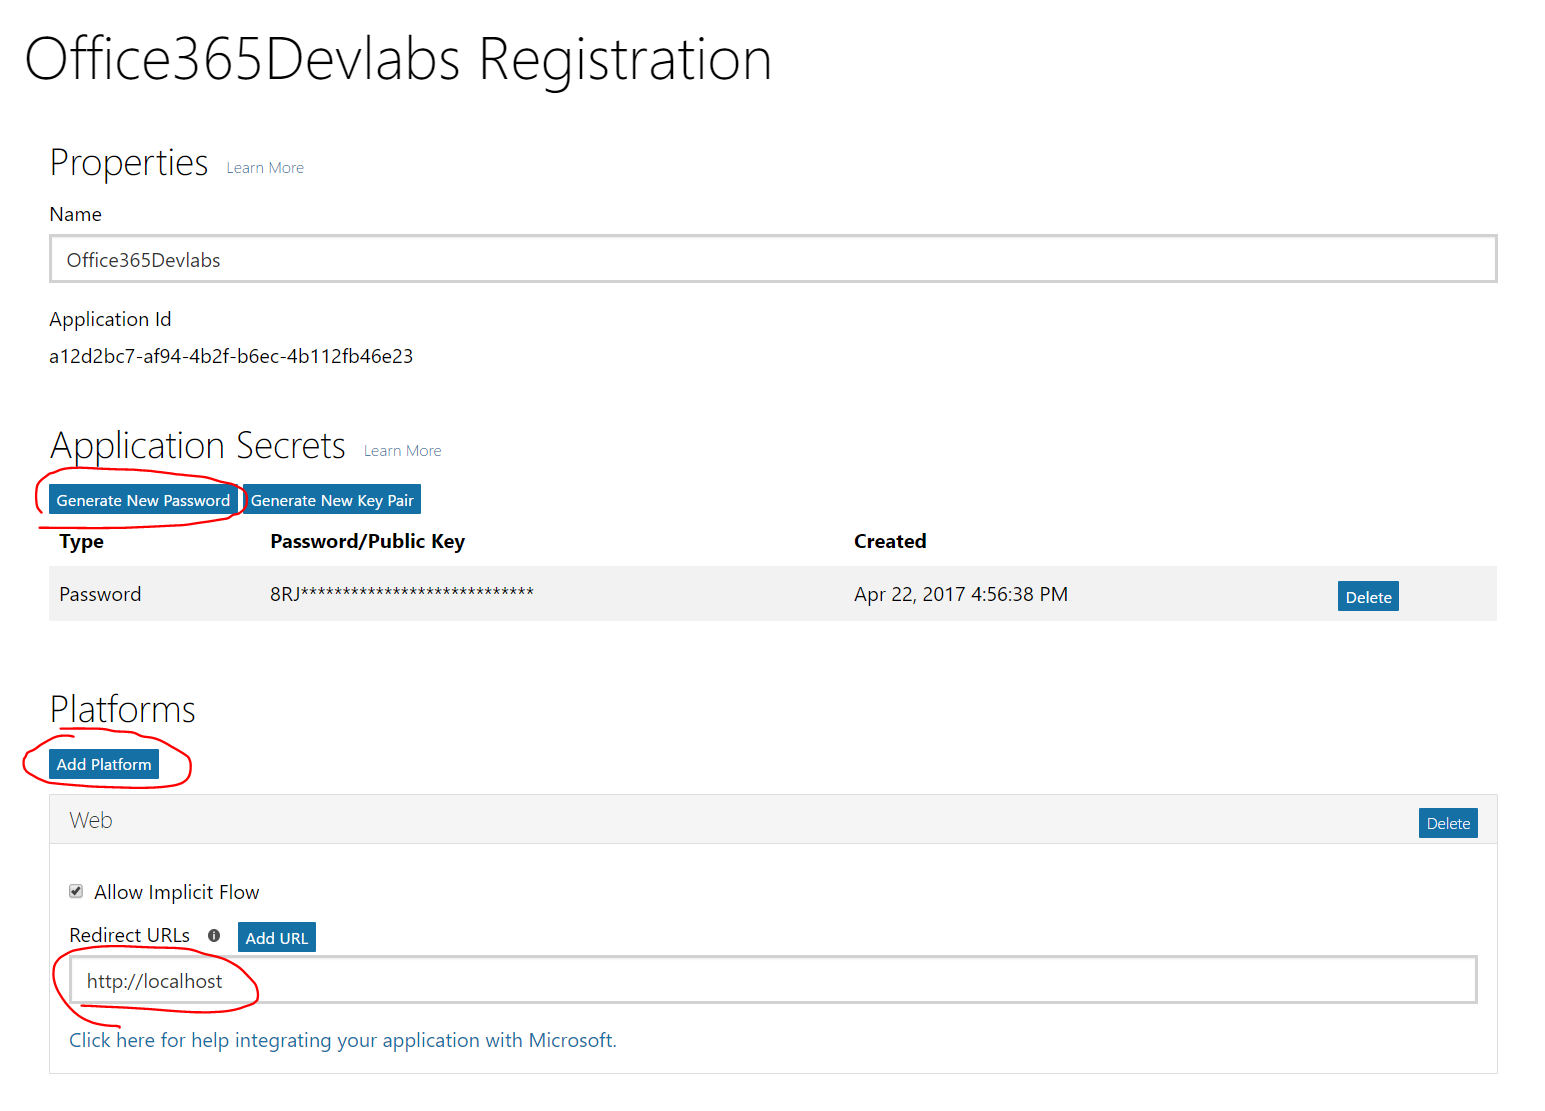 Office365Devlabs Registration
Properties Learn More
Name
Office365Devlabs
Application Id
a12d2bc7-af94-4b2f-b6ec-4b112fb46e23
Application Secrets Learn More
Generate New Password Generate New Key Pair
Type Password/Public Key Created
Password 8RJ**************************** Apr 22, 2017 4:56:38 PM Delete
Platforms
Add Platform
Web Delete
Allow Implicit Flow
Redirect URLs Add URL
http://localhost
Click here for help integrating your application with Microsoft.